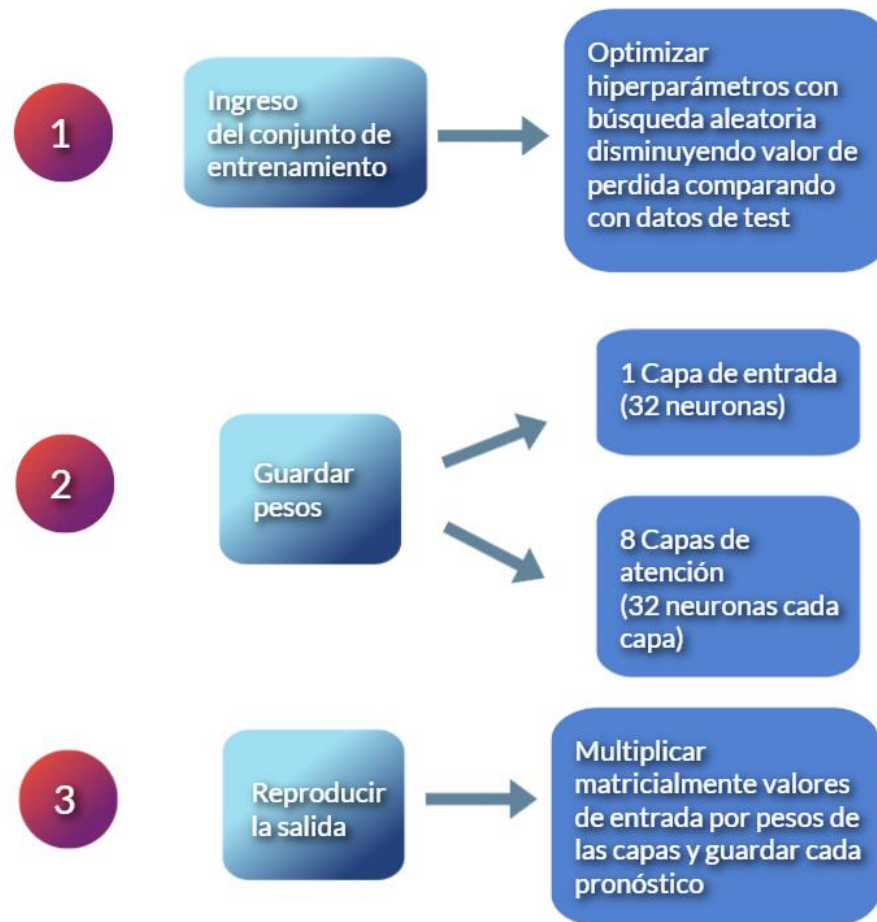 1
Ingreso
del conjunto de
entrenamiento
Optimizar
hiperparámetros con
búsqueda aleatoria
disminuyendo valor de
perdida comparando
con datos de test
2
Guardar
pesos
1 Capa de entrada
(32 neuronas)
8 Capas de
atención
(32 neuronas cada
capa)
3
Reproducir
la salida
Multiplicar
matricialmente valores
de entrada por pesos de
las capas y guardar cada
pronóstico